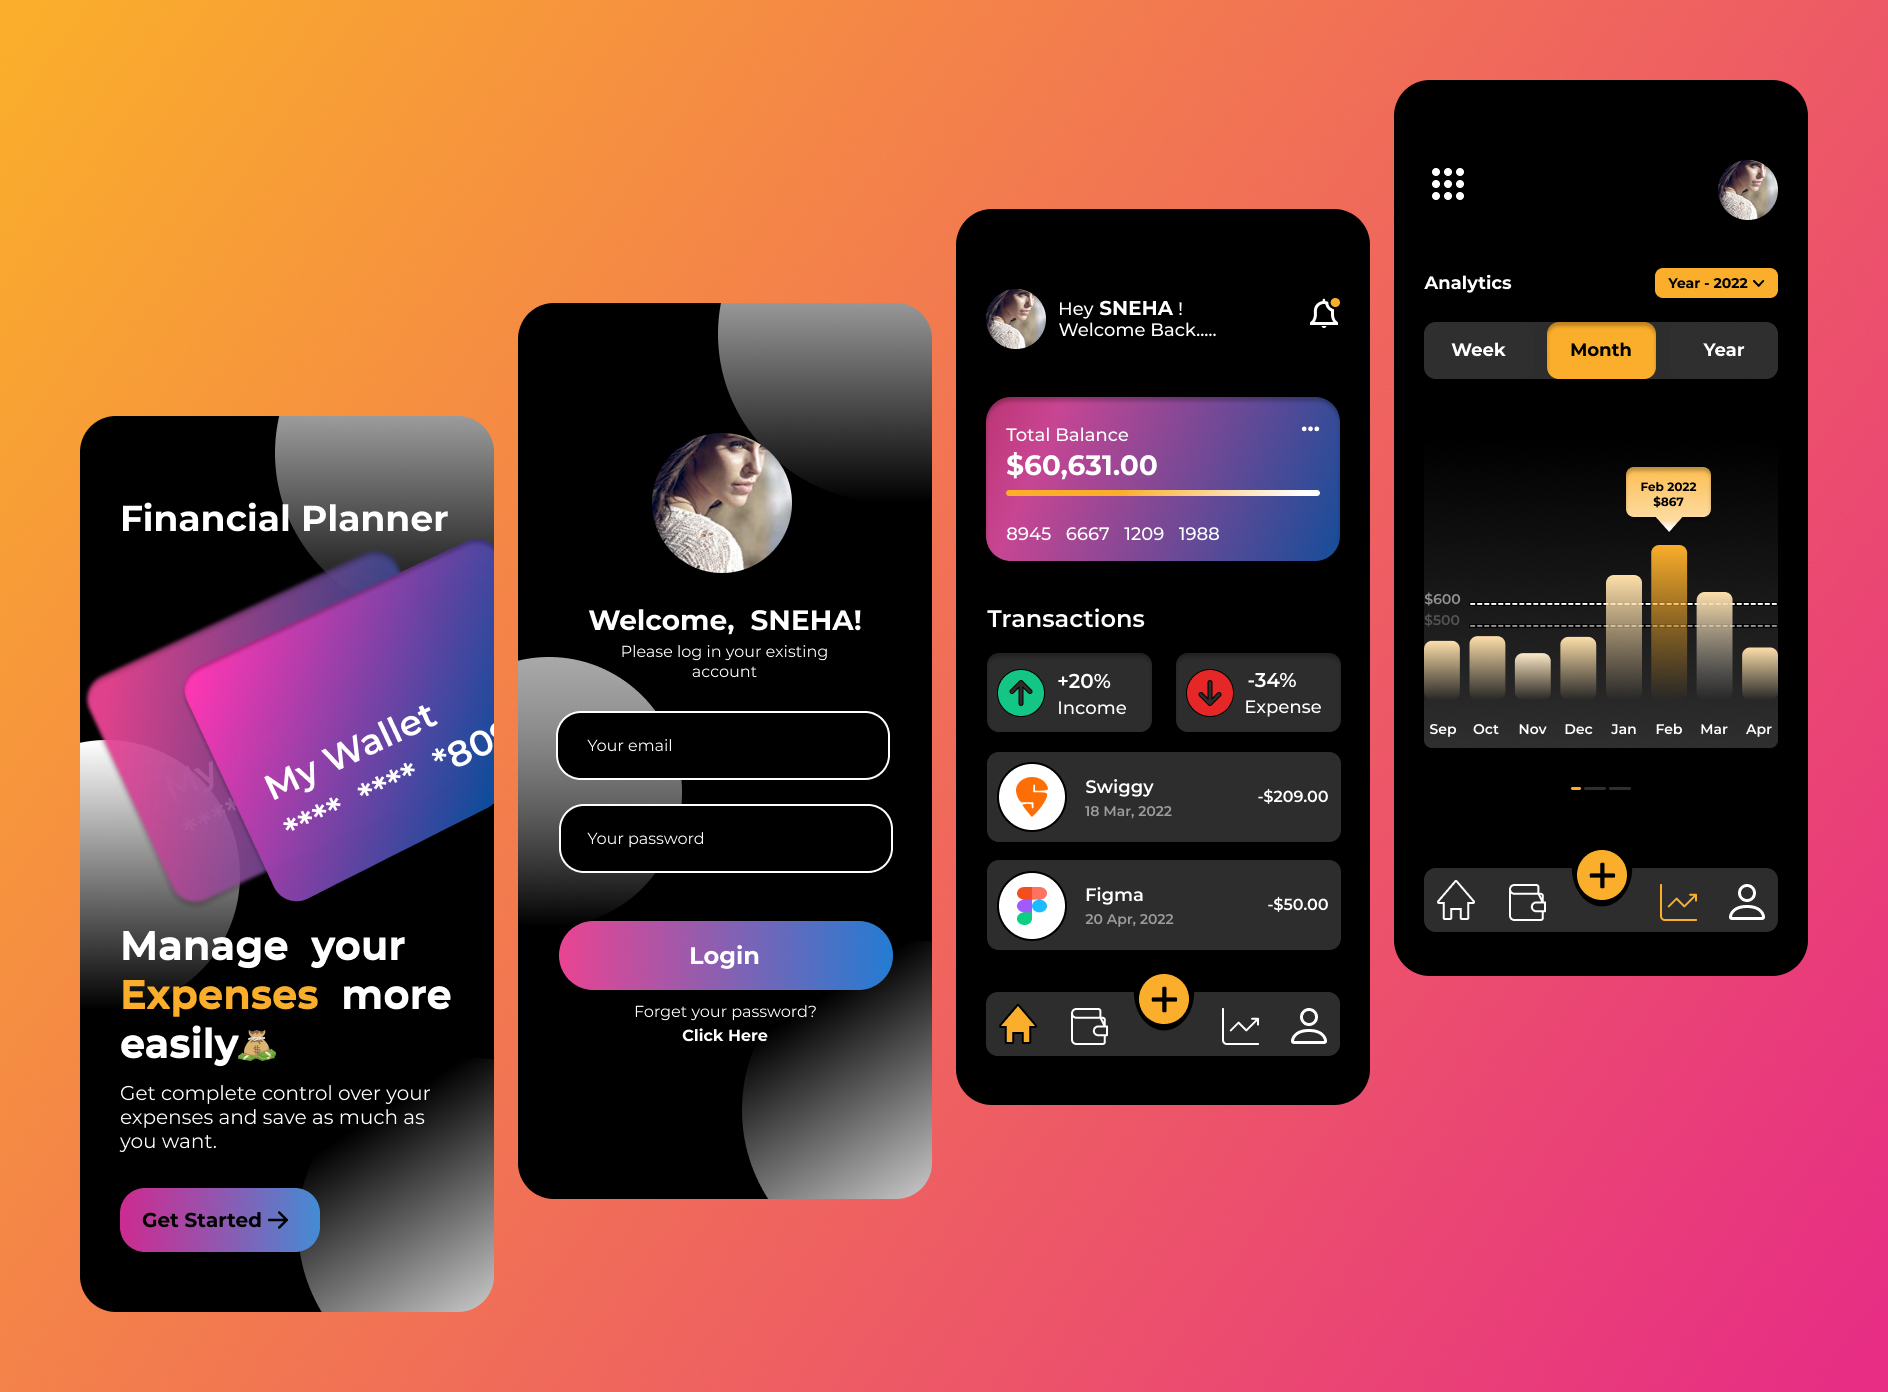 Financial Planner
My Wallet
**** **** *809
My
****
Manage your
Expenses more
easily
Get complete control over your
expenses and save as much as
you want.
Get Started
Welcome, SNEHA!
Please log in your existing
account
Your email
Your password
Login
Forget your password?
Click Here
Hey SNEHA !
Welcome Back.....
Total Balance
$60,631.00
8945 6667 1209 1988
Transactions
+20%
Income
-34%
Expense
Swiggy
18 Mar, 2022
-$209.00
Figma
20 Apr, 2022
-$50.00
Analytics
Year - 2022
Week
Month
Year
Feb 2022
$867
$600
$500
Sep Oct Nov Dec Jan Feb Mar Apr